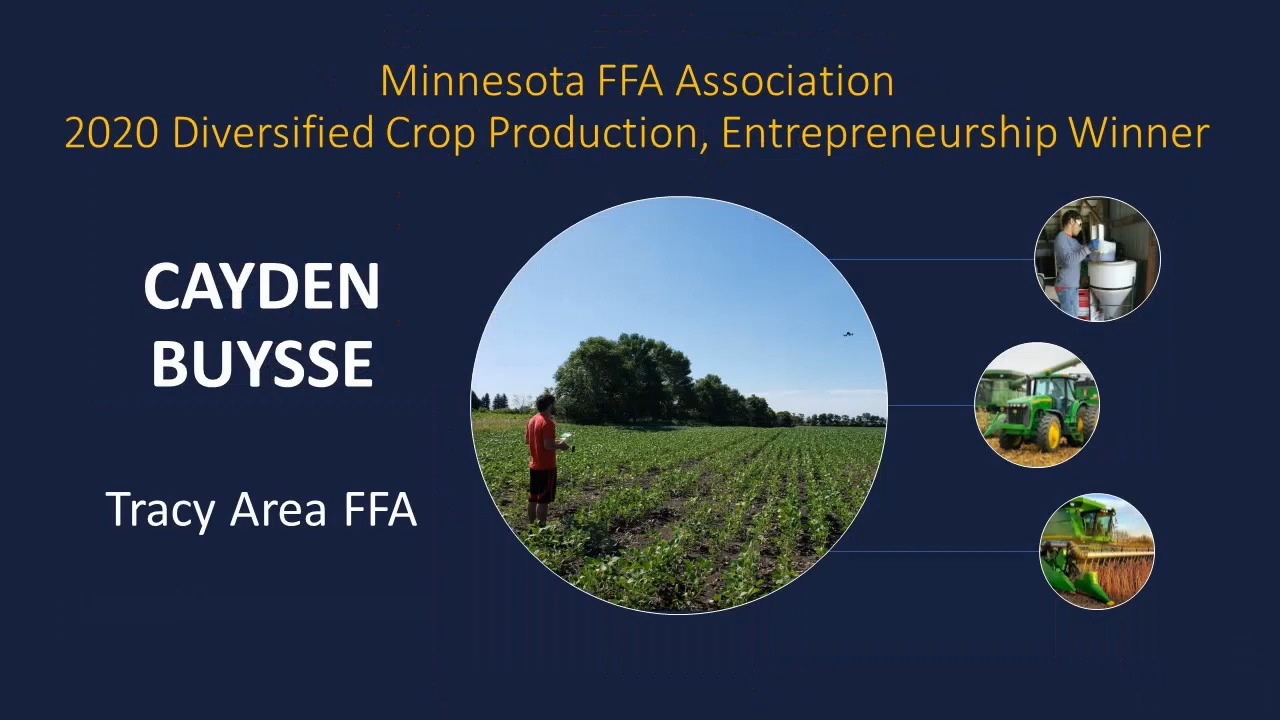 Minnesota FFA Association
2020 Diversified Crop Production, Entrepreneurship Winner
CAYDEN
BUYSSE
Tracy Area FFA